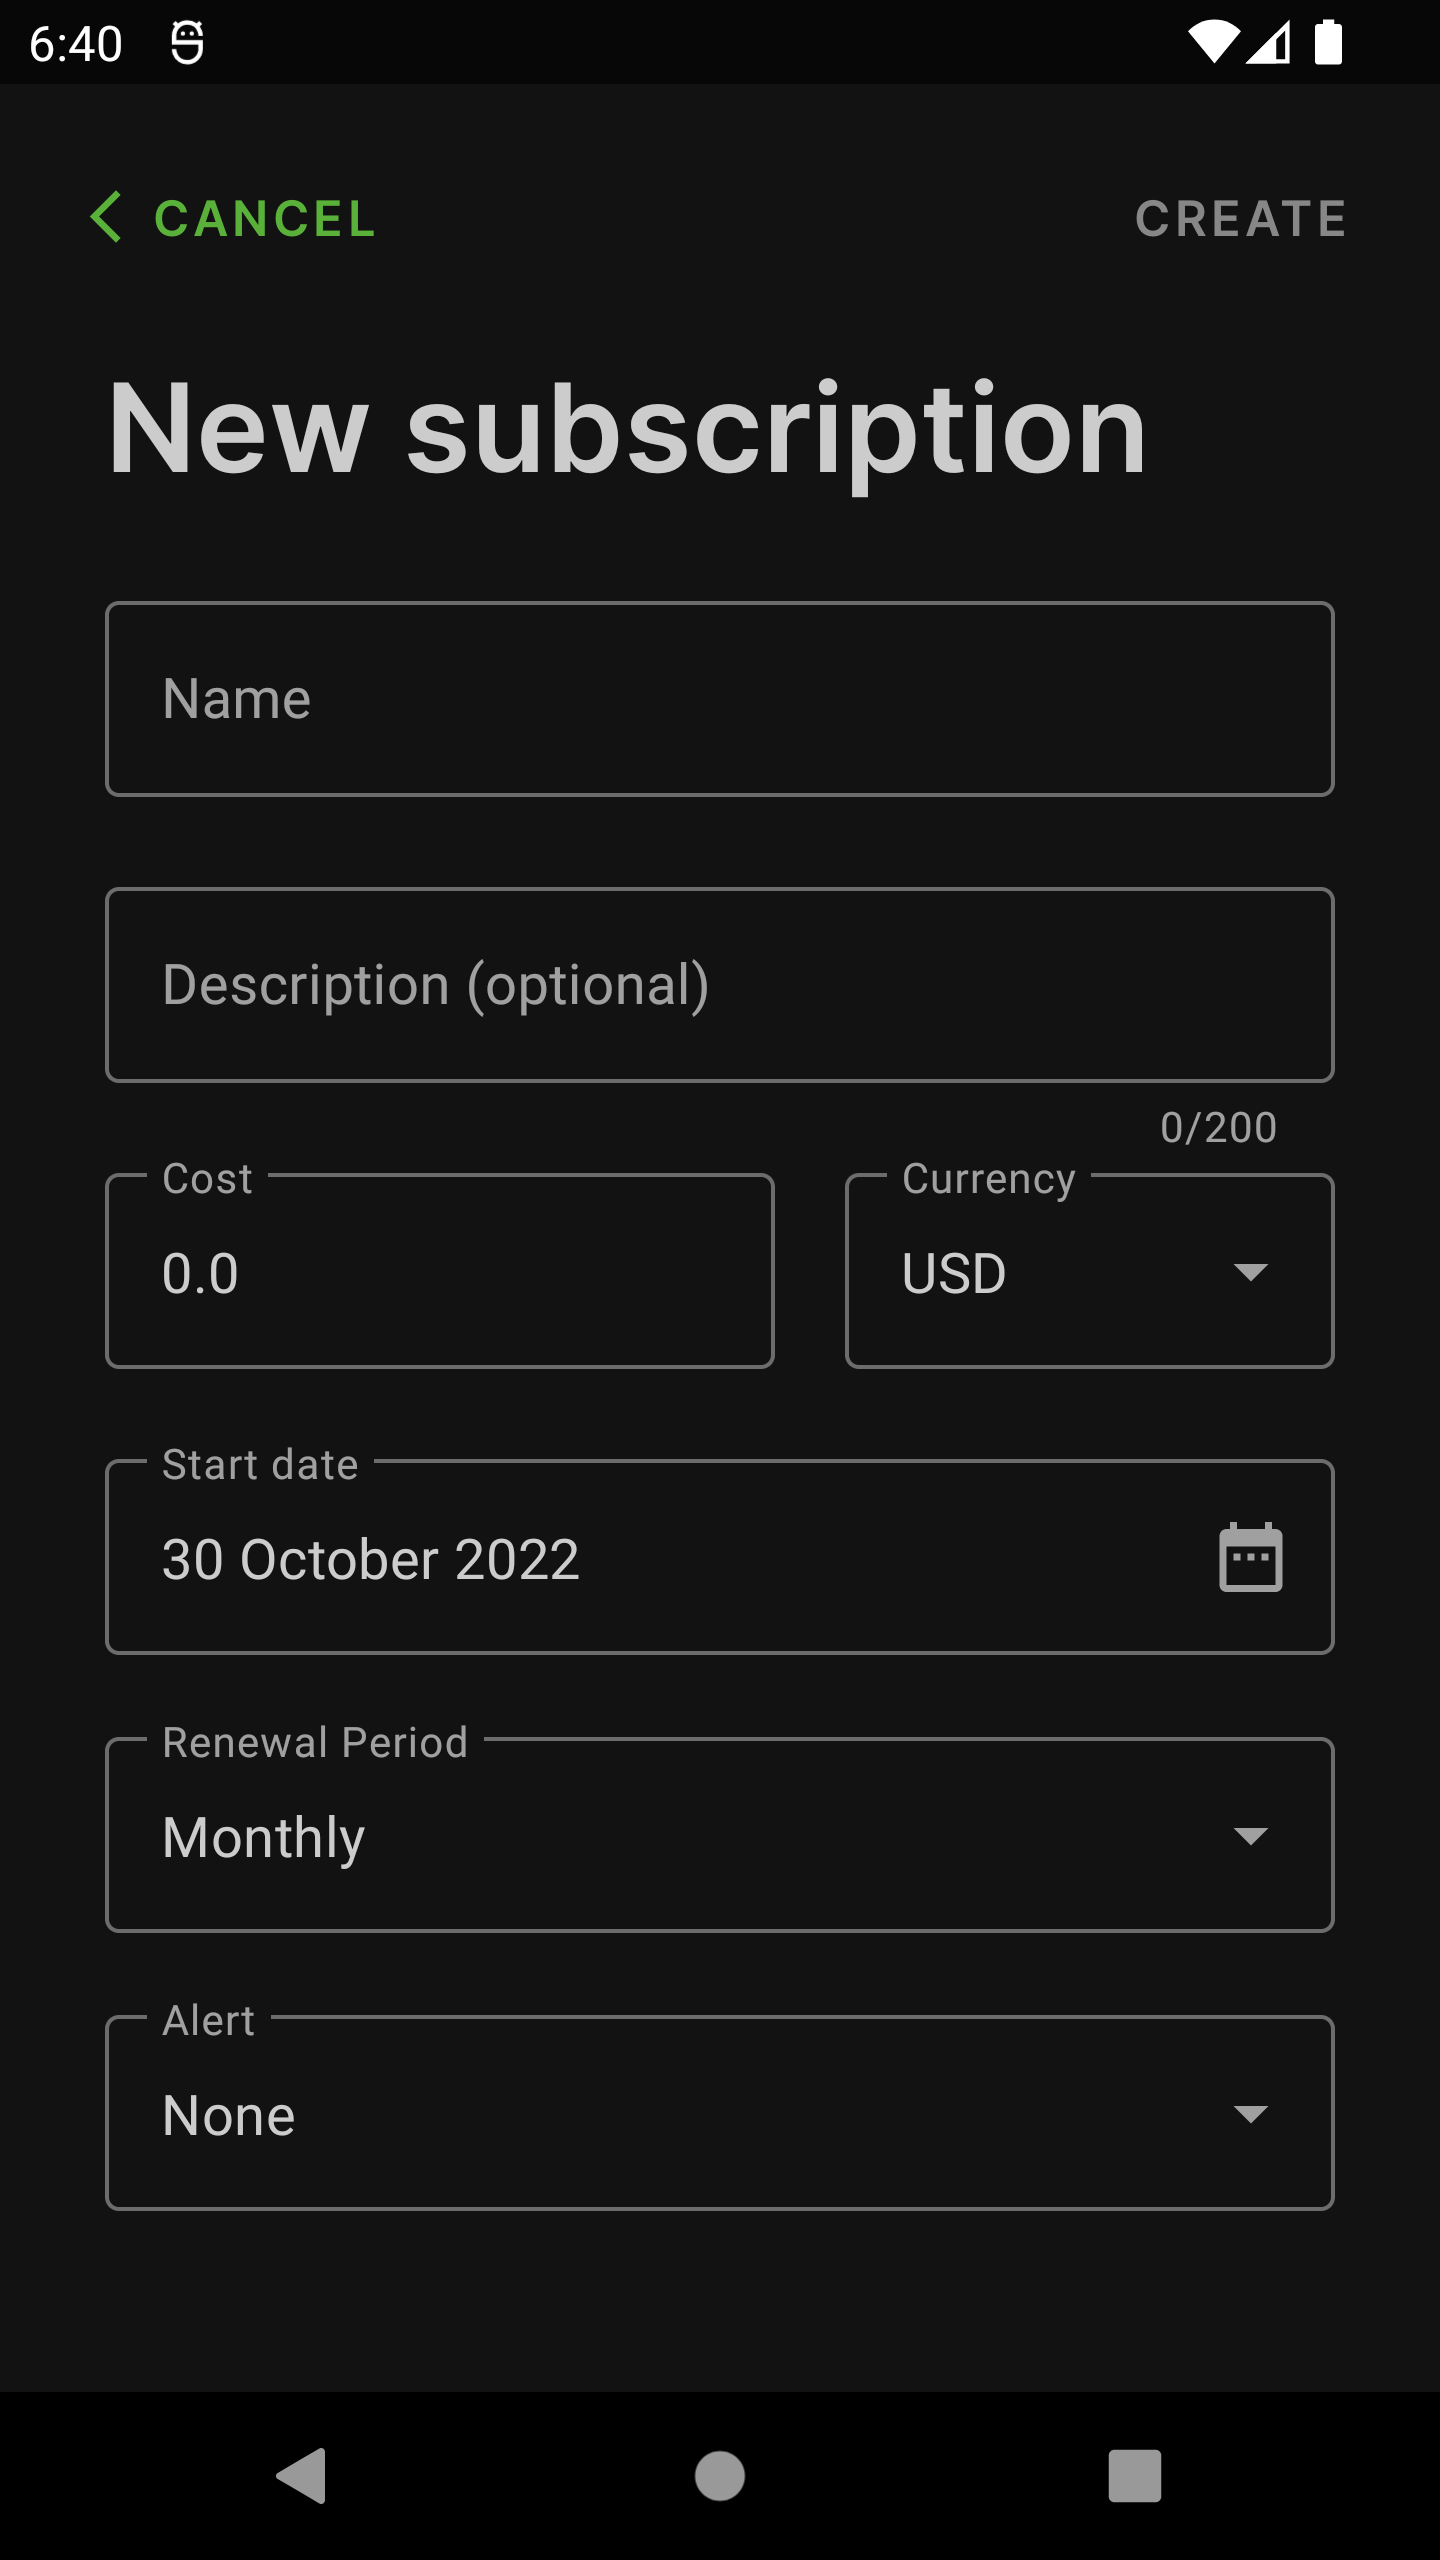 6:40
CANCEL
CREATE
New subscription
Name
Description (optional)
0/200
Cost
Currency
0.0
USD
Start date
30 October 2022
Renewal Period
Monthly
Alert
None